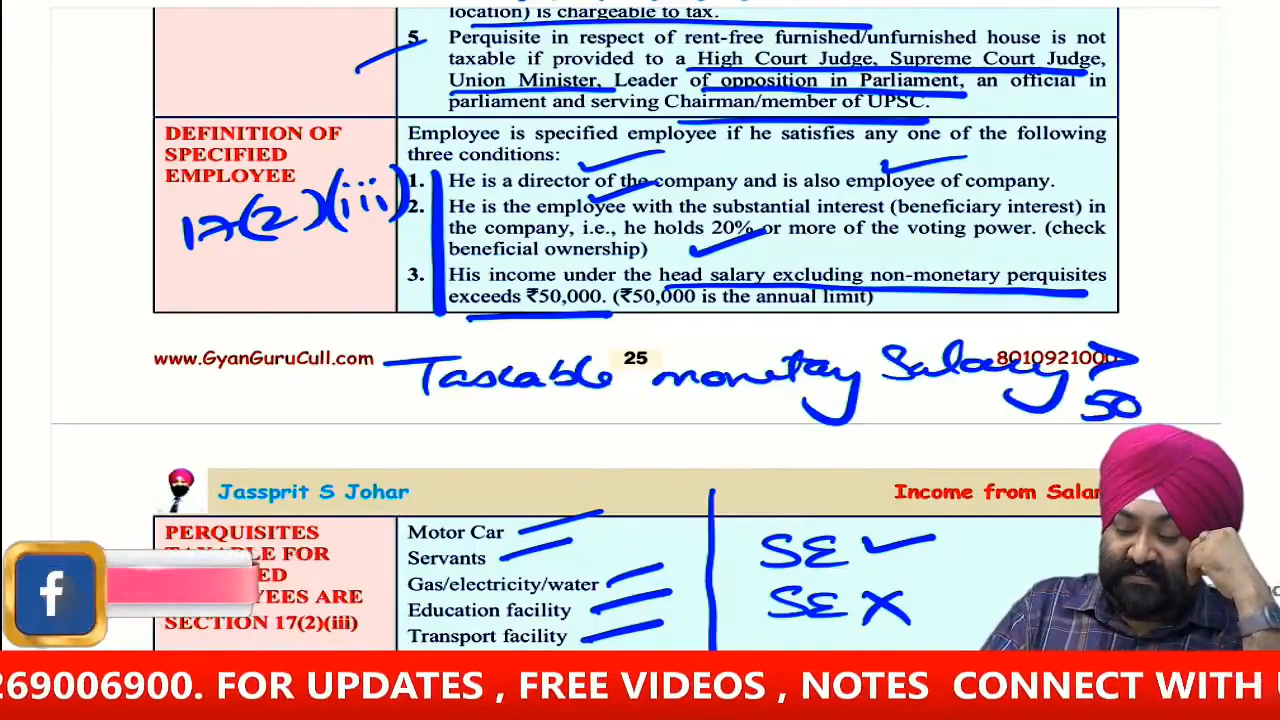 location) is chargeable to tax.
5. Perquisite in respect of rent-free furnished/unfurnished house is not
taxable if provided to a High Court Judge, Supreme Court Judge,
Union Minister, Leader of opposition in Parliament, an official in
parliament and serving Chairman/member of UPSC.
DEFINITION OF
SPECIFIED
EMPLOYEE
17(2)(iii)
Employee is specified employee if he satisfies any one of the following
three conditions:
1. He is a director of the company and is also employee of company.
2. He is the employee with the substantial interest (beneficiary interest) in
the company, i.e., he holds 20% or more of the voting power. (check
beneficial ownership)
3. His income under the head salary excluding non-monetary perquisites
exceeds ₹50,000. (₹50,000 is the annual limit)
www.GyanGuruCull.com 25 8010921000
Taxable monetary Salary >
50
Jassprit S Johar Income from Salar
PERQUISITES
FOR
ARE
SECTION 17(2)(iii)
Motor Car
Servants
Gas/electricity/water
Education facility
Transport facility
SE ✓
SE X
f
269006900. FOR UPDATES , FREE VIDEOS , NOTES CONNECT WITH